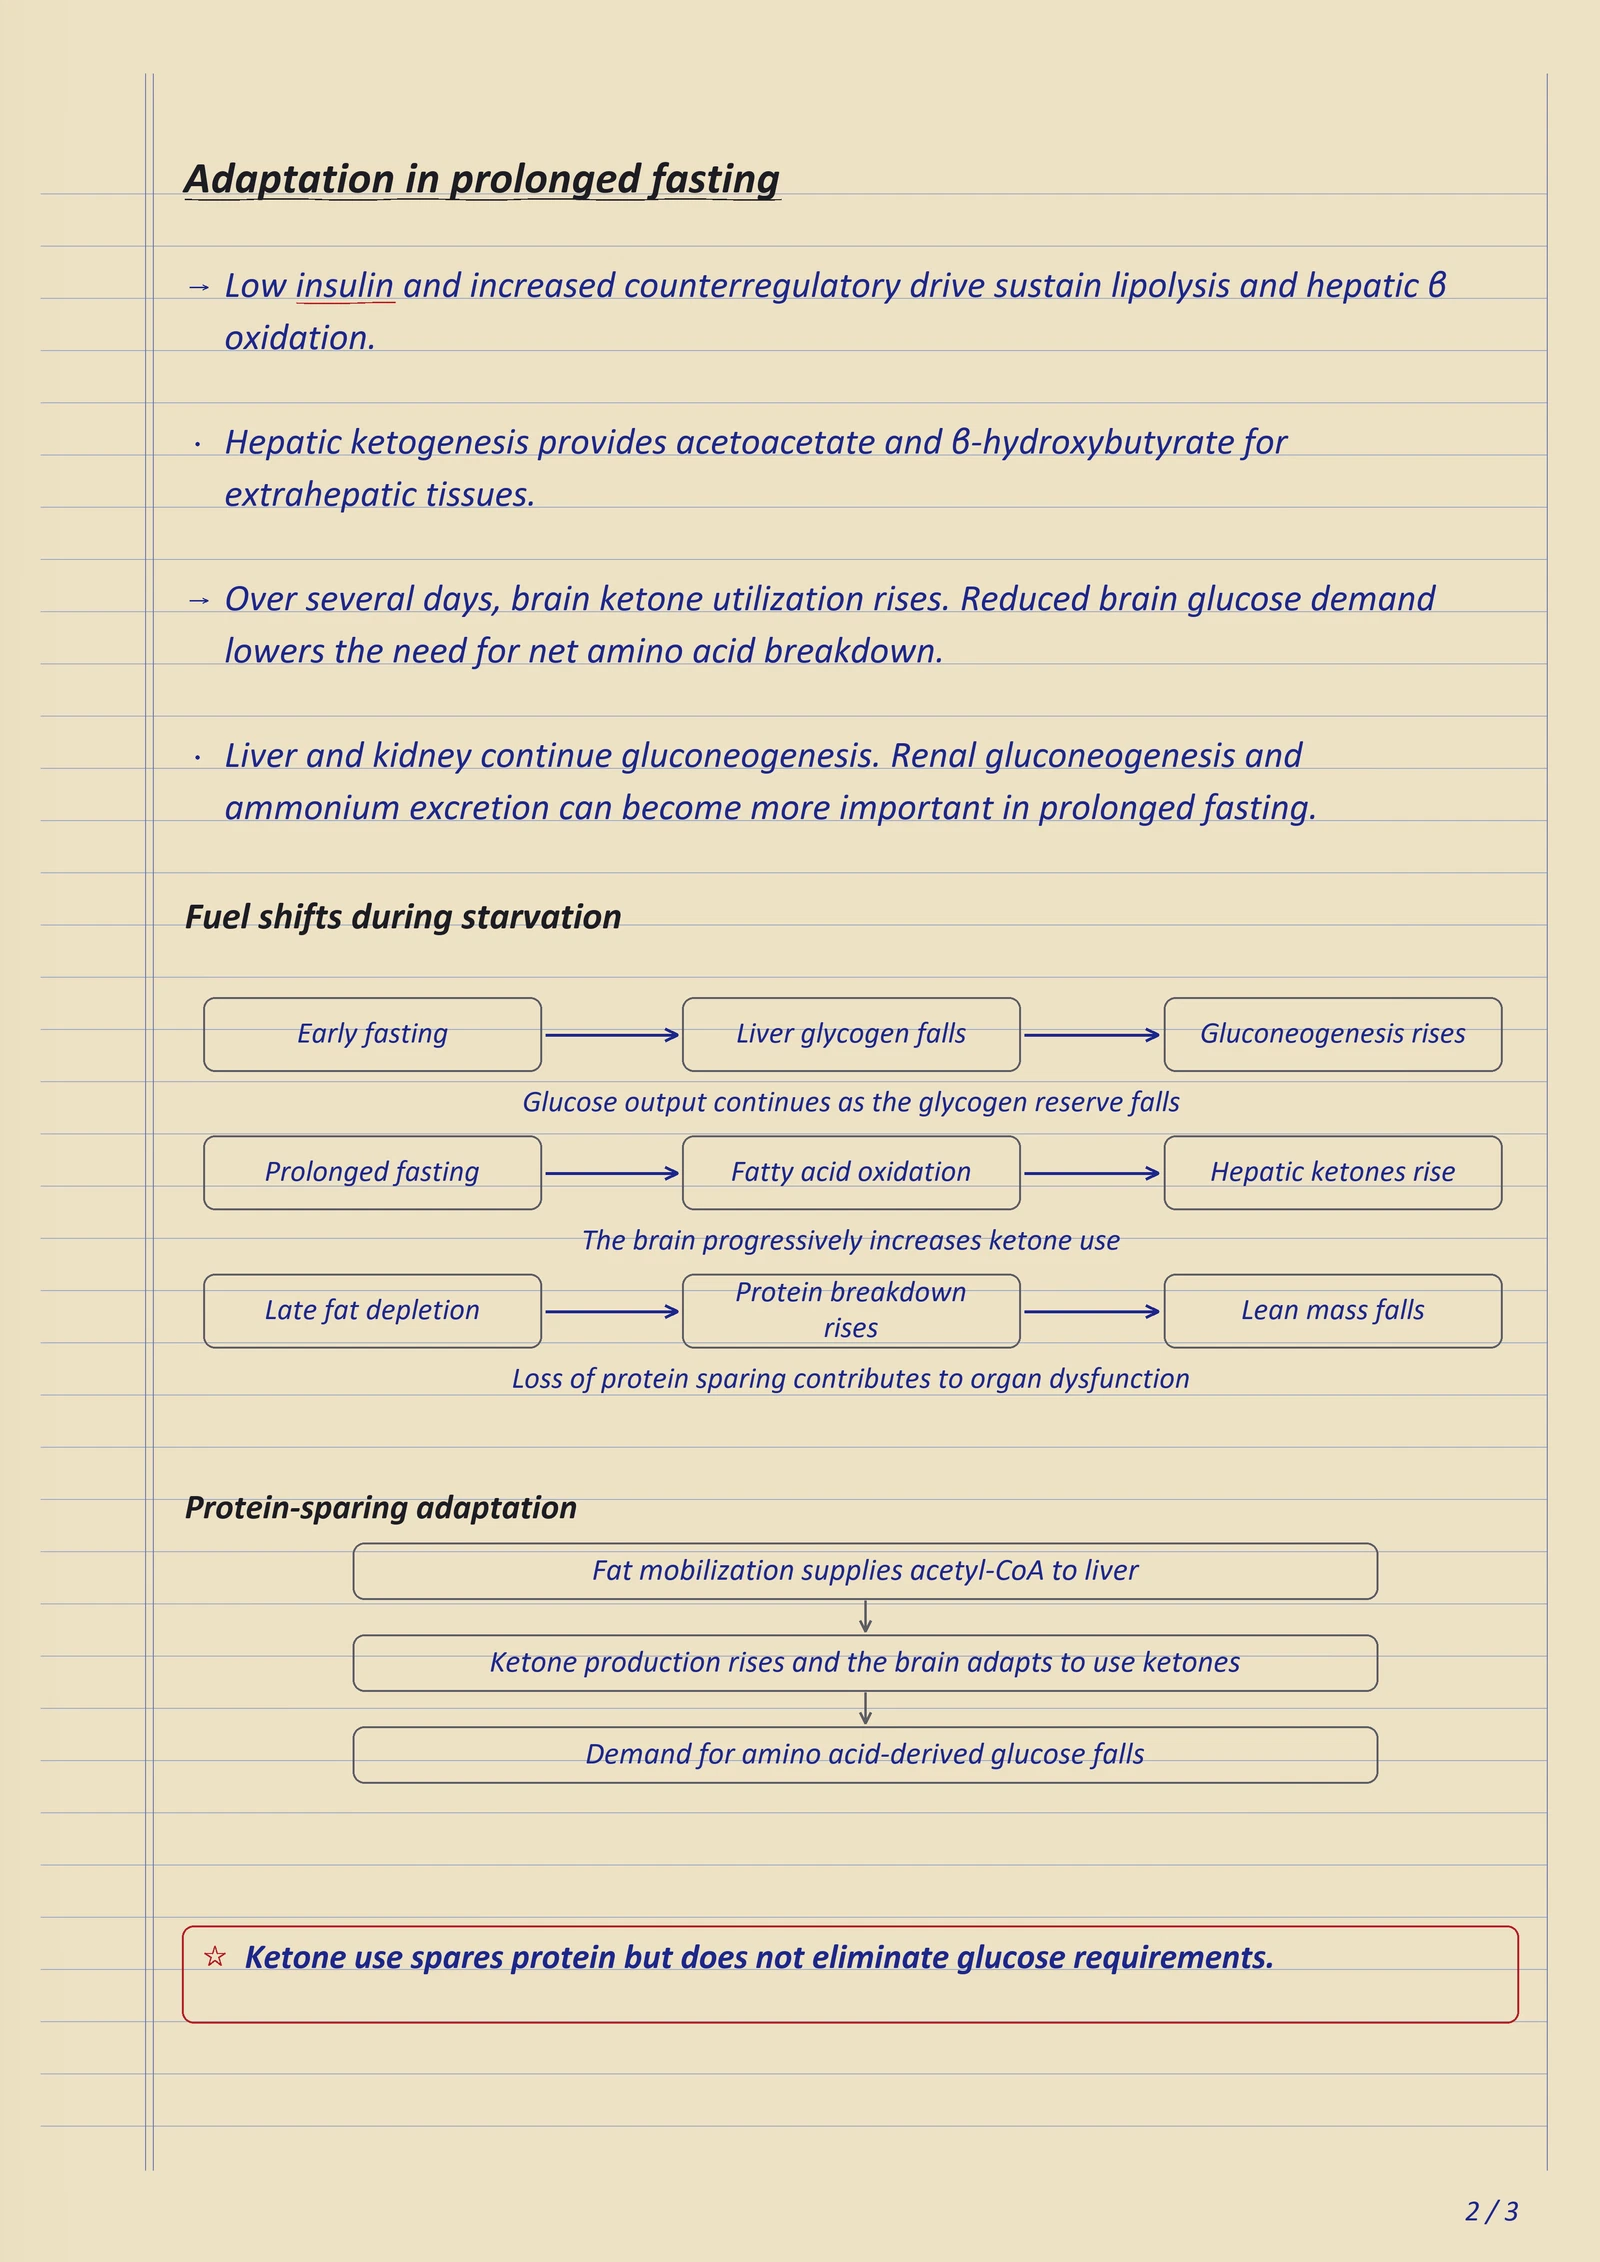 Adaptation in prolonged fasting
→ Low insulin and increased counterregulatory drive sustain lipolysis and hepatic β
oxidation.
· Hepatic ketogenesis provides acetoacetate and β-hydroxybutyrate for
extrahepatic tissues.
→ Over several days, brain ketone utilization rises. Reduced brain glucose demand
lowers the need for net amino acid breakdown.
· Liver and kidney continue gluconeogenesis. Renal gluconeogenesis and
ammonium excretion can become more important in prolonged fasting.
Fuel shifts during starvation
Early fasting → Liver glycogen falls → Gluconeogenesis rises
Glucose output continues as the glycogen reserve falls
Prolonged fasting → Fatty acid oxidation → Hepatic ketones rise
The brain progressively increases ketone use
Late fat depletion → Protein breakdown
rises → Lean mass falls
Loss of protein sparing contributes to organ dysfunction
Protein-sparing adaptation
Fat mobilization supplies acetyl-CoA to liver
↓
Ketone production rises and the brain adapts to use ketones
↓
Demand for amino acid-derived glucose falls
☆ Ketone use spares protein but does not eliminate glucose requirements.
2 / 3